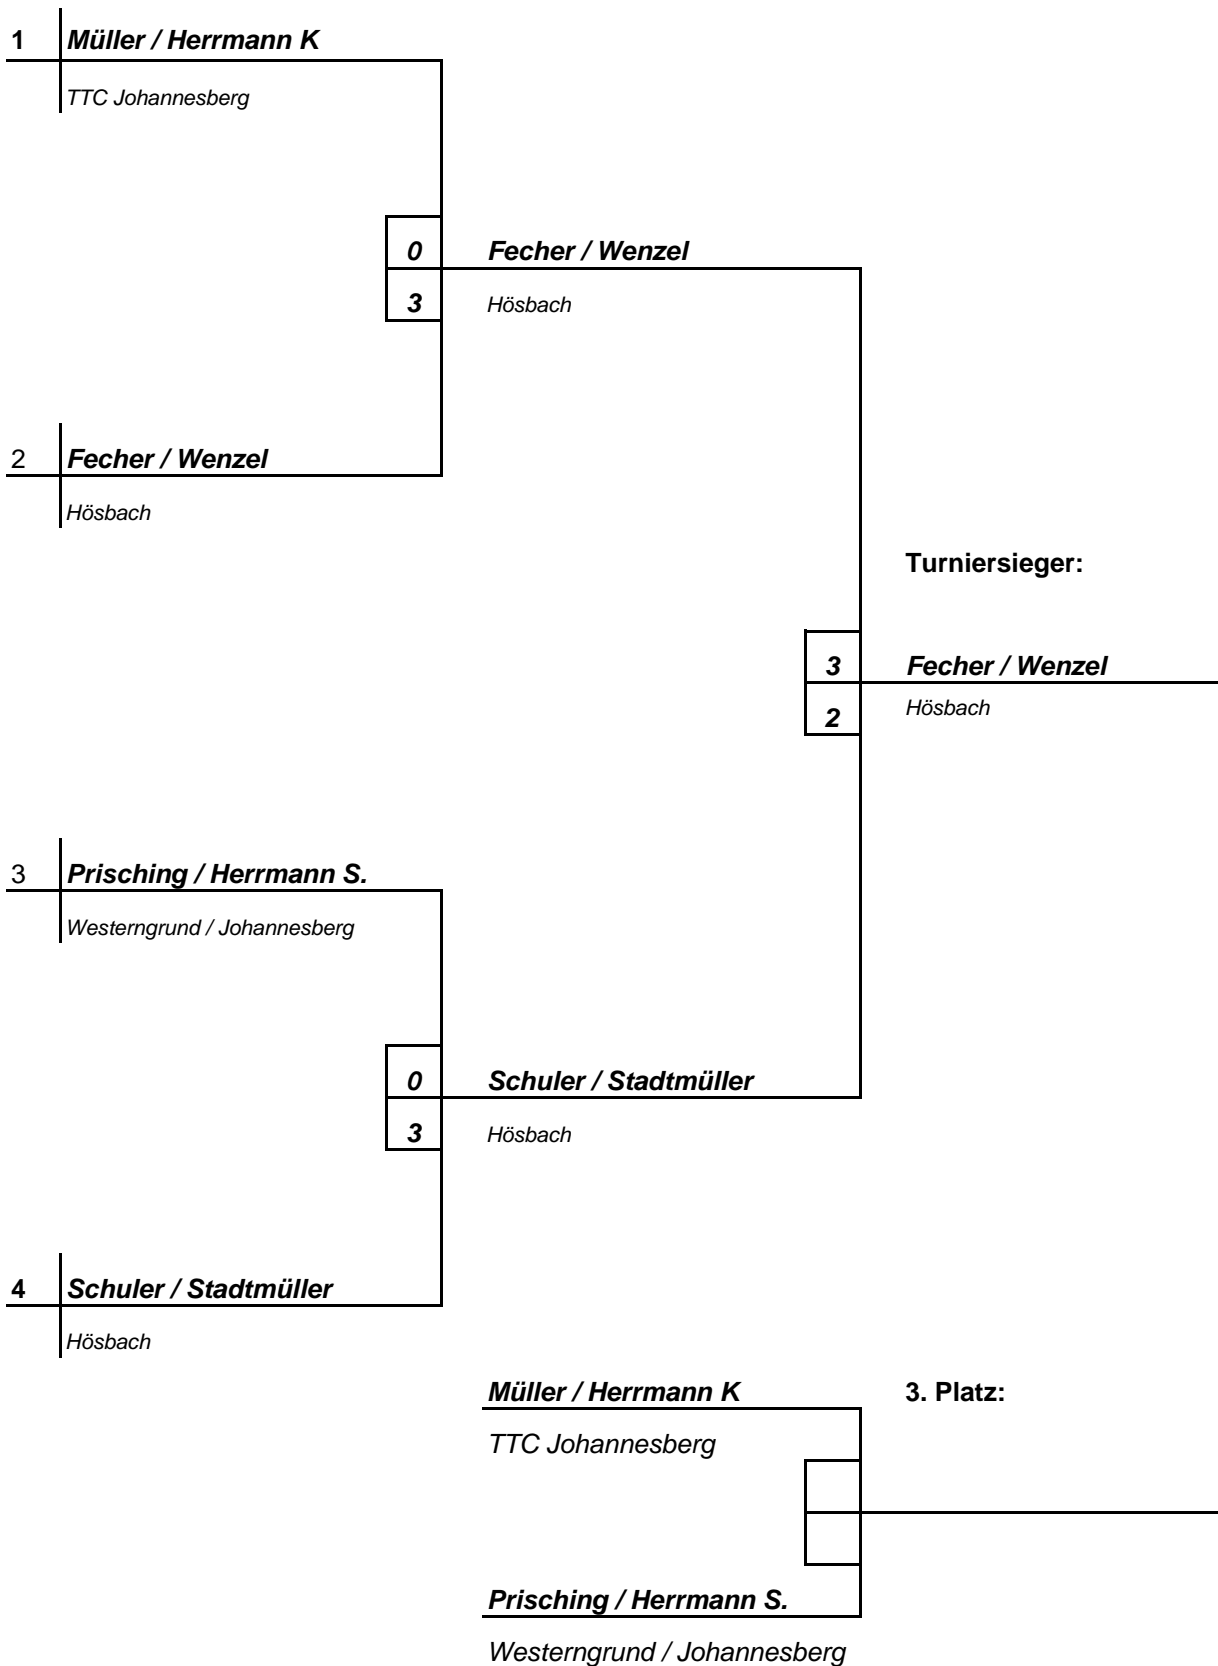 1 Müller / Herrmann K
TTC Johannesberg
0 Fecher / Wenzel
3 Hösbach
2 Fecher / Wenzel
Hösbach
Turniersieger:
3 Fecher / Wenzel
2 Hösbach
3 Prisching / Herrmann S.
Westerngrund / Johannesberg
0 Schuler / Stadtmüller
3 Hösbach
4 Schuler / Stadtmüller
Hösbach
Müller / Herrmann K 3. Platz:
TTC Johannesberg
Prisching / Herrmann S.
Westerngrund / Johannesberg